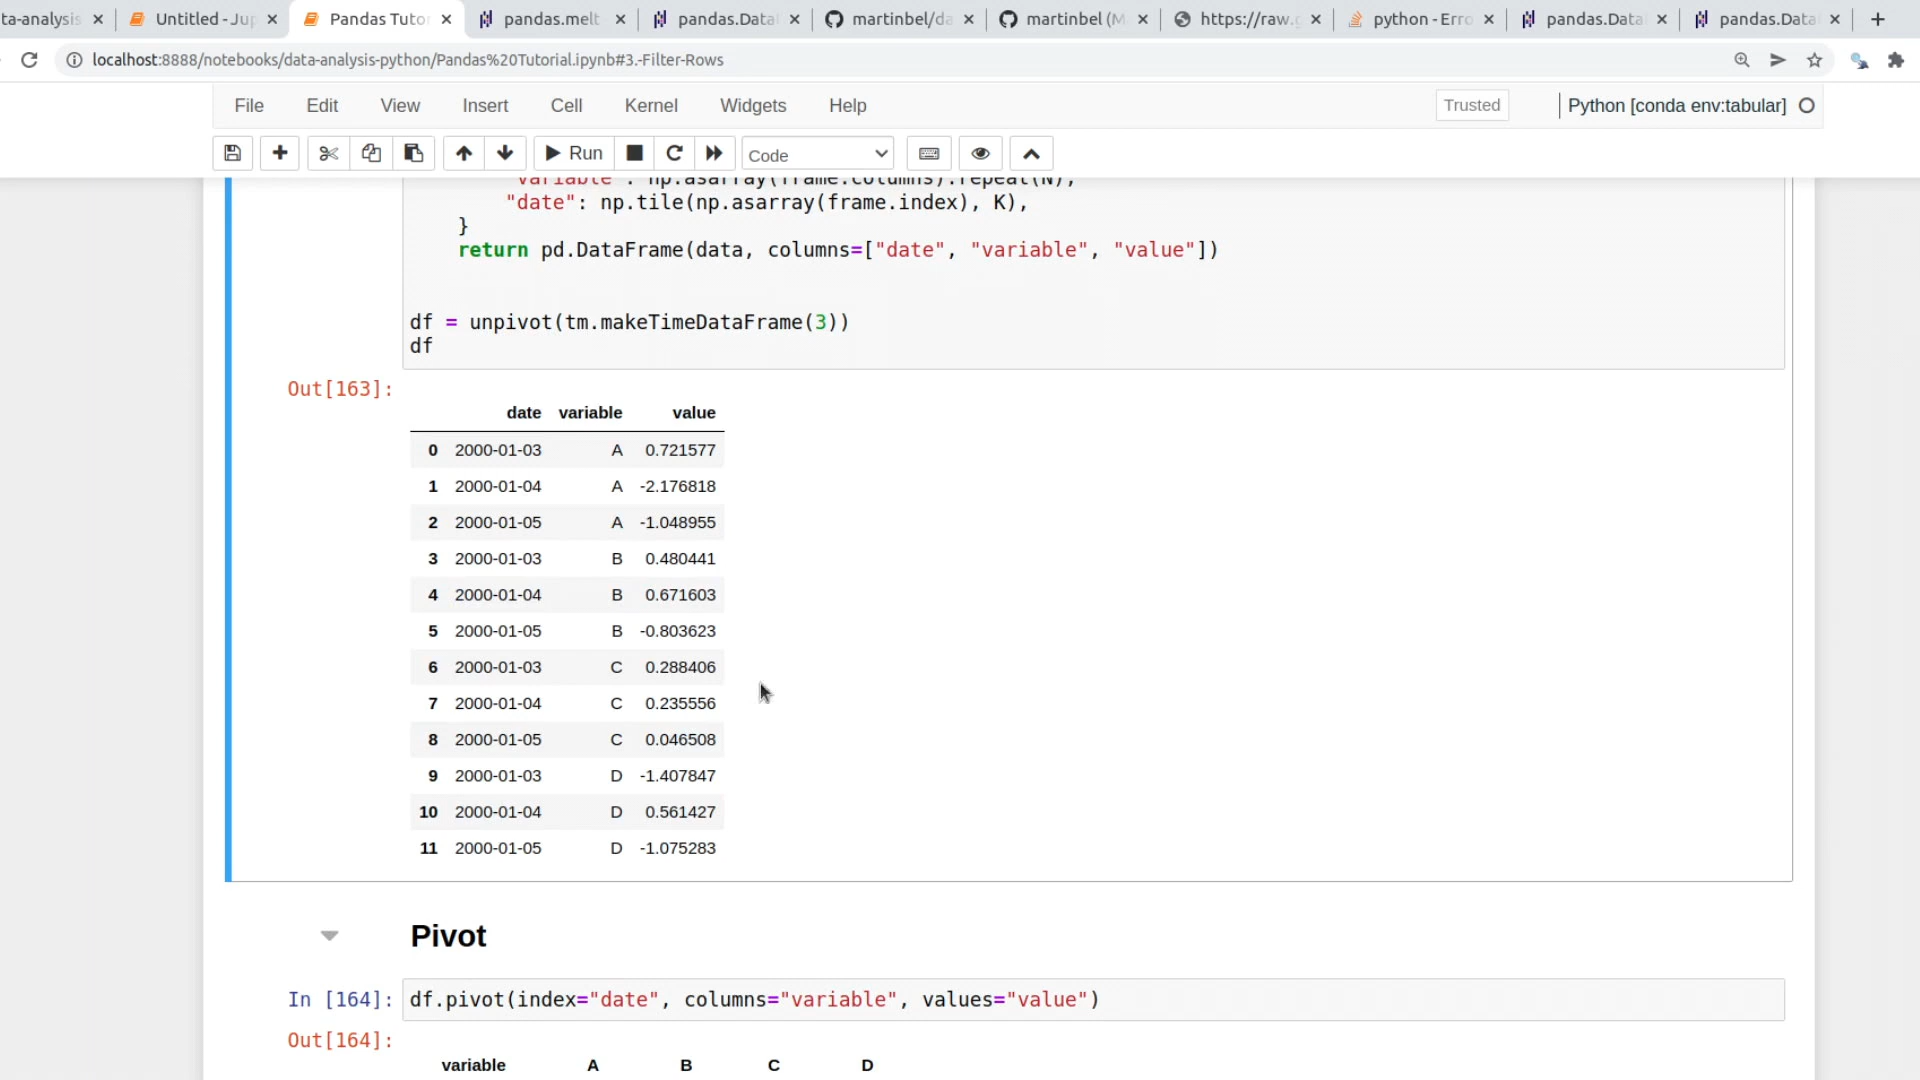 ta-analysis
Untitled - Jup
Pandas Tutor
pandas.melt
pandas.Data
martinbel/da
martinbel (M
https://raw.g
python - Erro
pandas.Data
pandas.Data
localhost:8888/notebooks/data-analysis-python/Pandas%20Tutorial.ipynb#3.-Filter-Rows
File Edit View Insert Cell Kernel Widgets Help
Trusted
Python [conda env:tabular]
Run
Code
"variable": np.asarray(frame.columns).repeat(N),
"date": np.tile(np.asarray(frame.index), K),
}
return pd.DataFrame(data, columns=["date", "variable", "value"])
df = unpivot(tm.makeTimeDataFrame(3))
df
Out[163]:
date variable value
0 2000-01-03 A 0.721577
1 2000-01-04 A -2.176818
2 2000-01-05 A -1.048955
3 2000-01-03 B 0.480441
4 2000-01-04 B 0.671603
5 2000-01-05 B -0.803623
6 2000-01-03 C 0.288406
7 2000-01-04 C 0.235556
8 2000-01-05 C 0.046508
9 2000-01-03 D -1.407847
10 2000-01-04 D 0.561427
11 2000-01-05 D -1.075283
Pivot
In [164]: df.pivot(index="date", columns="variable", values="value")
Out[164]:
variable A B C D